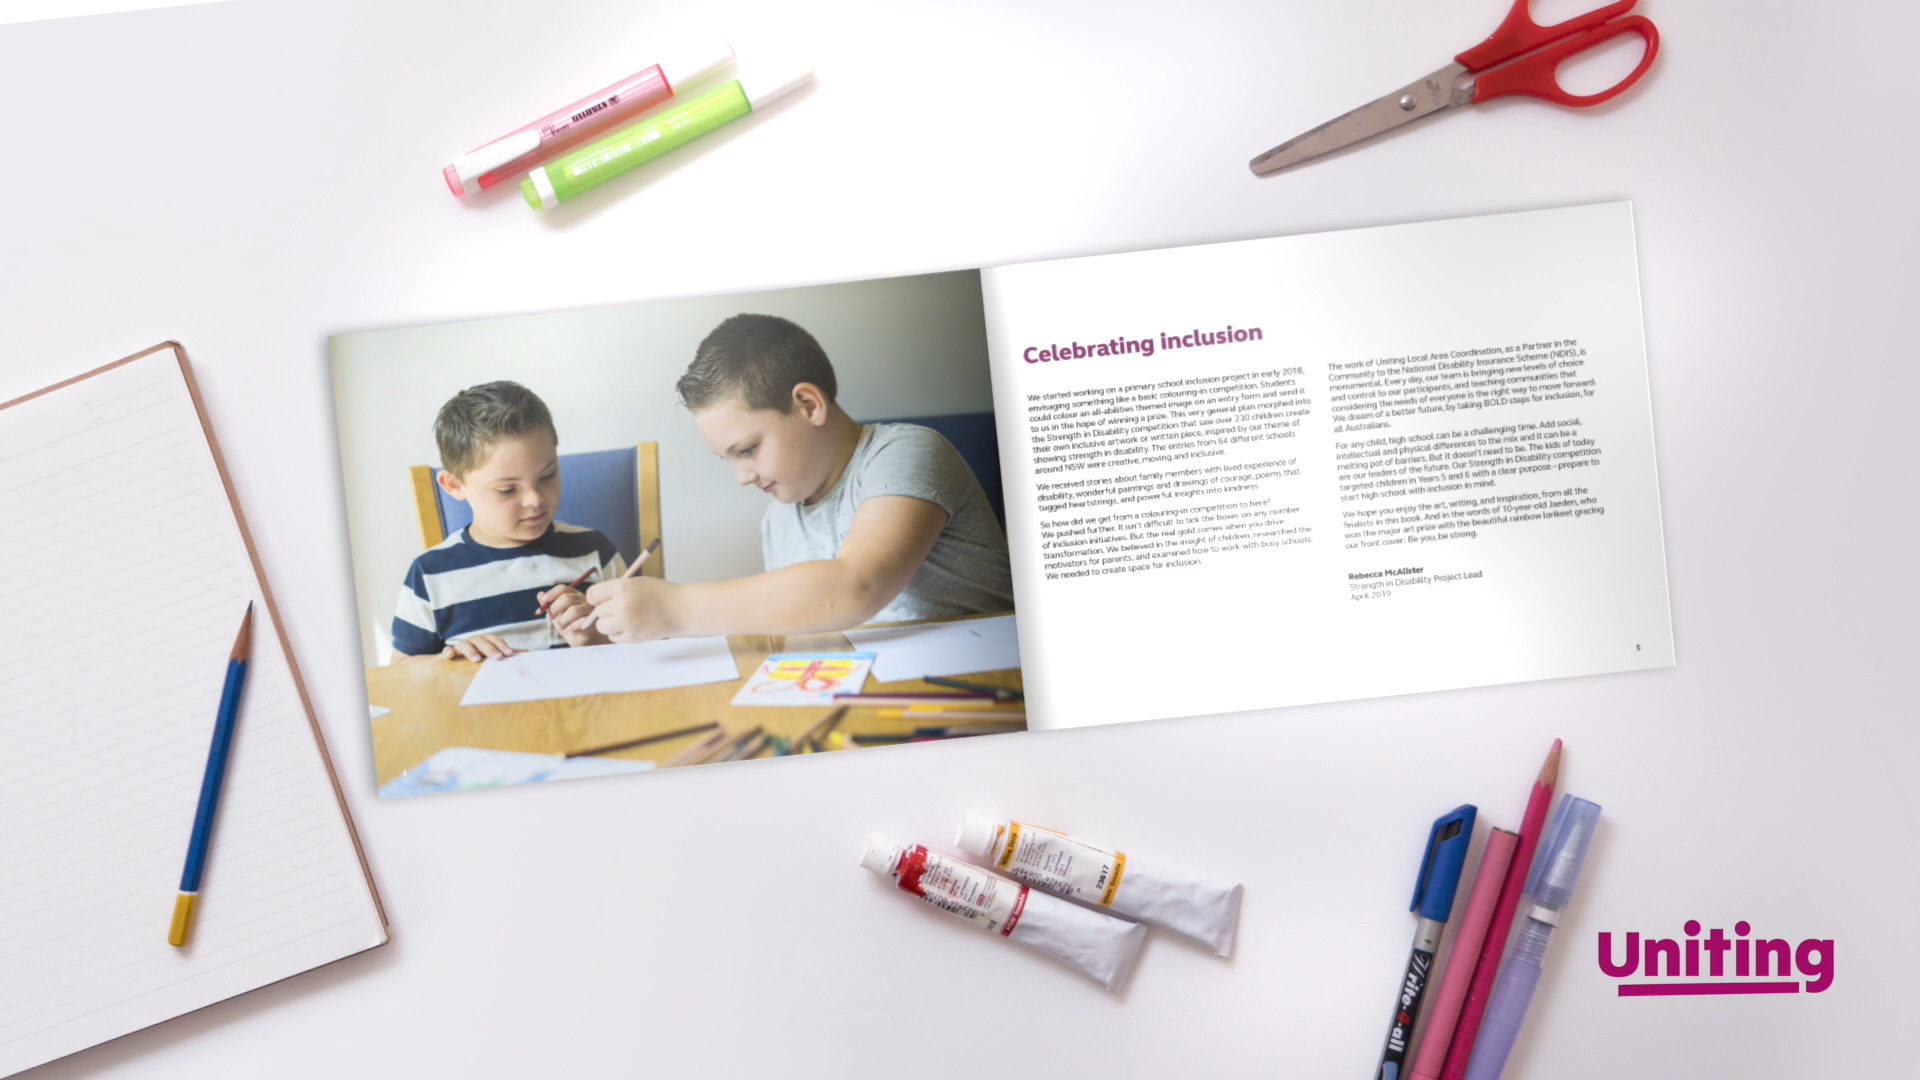 STABILO
Celebrating inclusion
We started working on a primary school inclusion project in early 2018,
envisaging something like a basic colouring-in competition. Students
could colour an all-abilities themed image on an entry form and send it
to us in the hope of winning a prize. This very general plan morphed into
the Strength in Disability competition that saw over 230 children create
their own inclusive artwork or written piece, inspired by our theme of
showing strength in disability. The entries from 64 different schools
around NSW were creative, moving and inclusive.
We received stories about family members with lived experience of
disability, wonderful paintings and drawings of courage, poems that
tugged heartstrings, and powerful insights into kindness.
So how did we get from a colouring-in competition to here?
We pushed further. It isn't difficult to tick the boxes on any number
of inclusion initiatives. But the real gold comes when you drive
transformation. We believed in the insight of children, researched the
motivators for parents, and examined how to work with busy schools.
We needed to create space for inclusion.
The work of Uniting Local Area Coordination, as a Partner in the
Community to the National Disability Insurance Scheme (NDIS), is
monumental. Every day, our team is bringing new levels of choice
and control to our participants, and teaching communities that
considering the needs of everyone is the right way to move forward.
We dream of a better future, by taking BOLD steps for inclusion, for
all Australians.
For any child, high school can be a challenging time. Add social,
intellectual and physical differences to the mix and it can be a
melting pot of barriers. But it doesn't need to be. The kids of today
are our leaders of the future. Our Strength in Disability competition
targeted children in Years 5 and 6 with a clear purpose – prepare to
start high school with inclusion in mind.
We hope you enjoy the art, writing, and inspiration, from all the
finalists in this book. And in the words of 10-year-old Jaeden, who
won the major art prize with the beautiful rainbow lorikeet gracing
our front cover: Be you, be strong.
Rebecca McAlister
Strength in Disability Project Lead
April 2019
5
23617
Write-4-all
Uniting